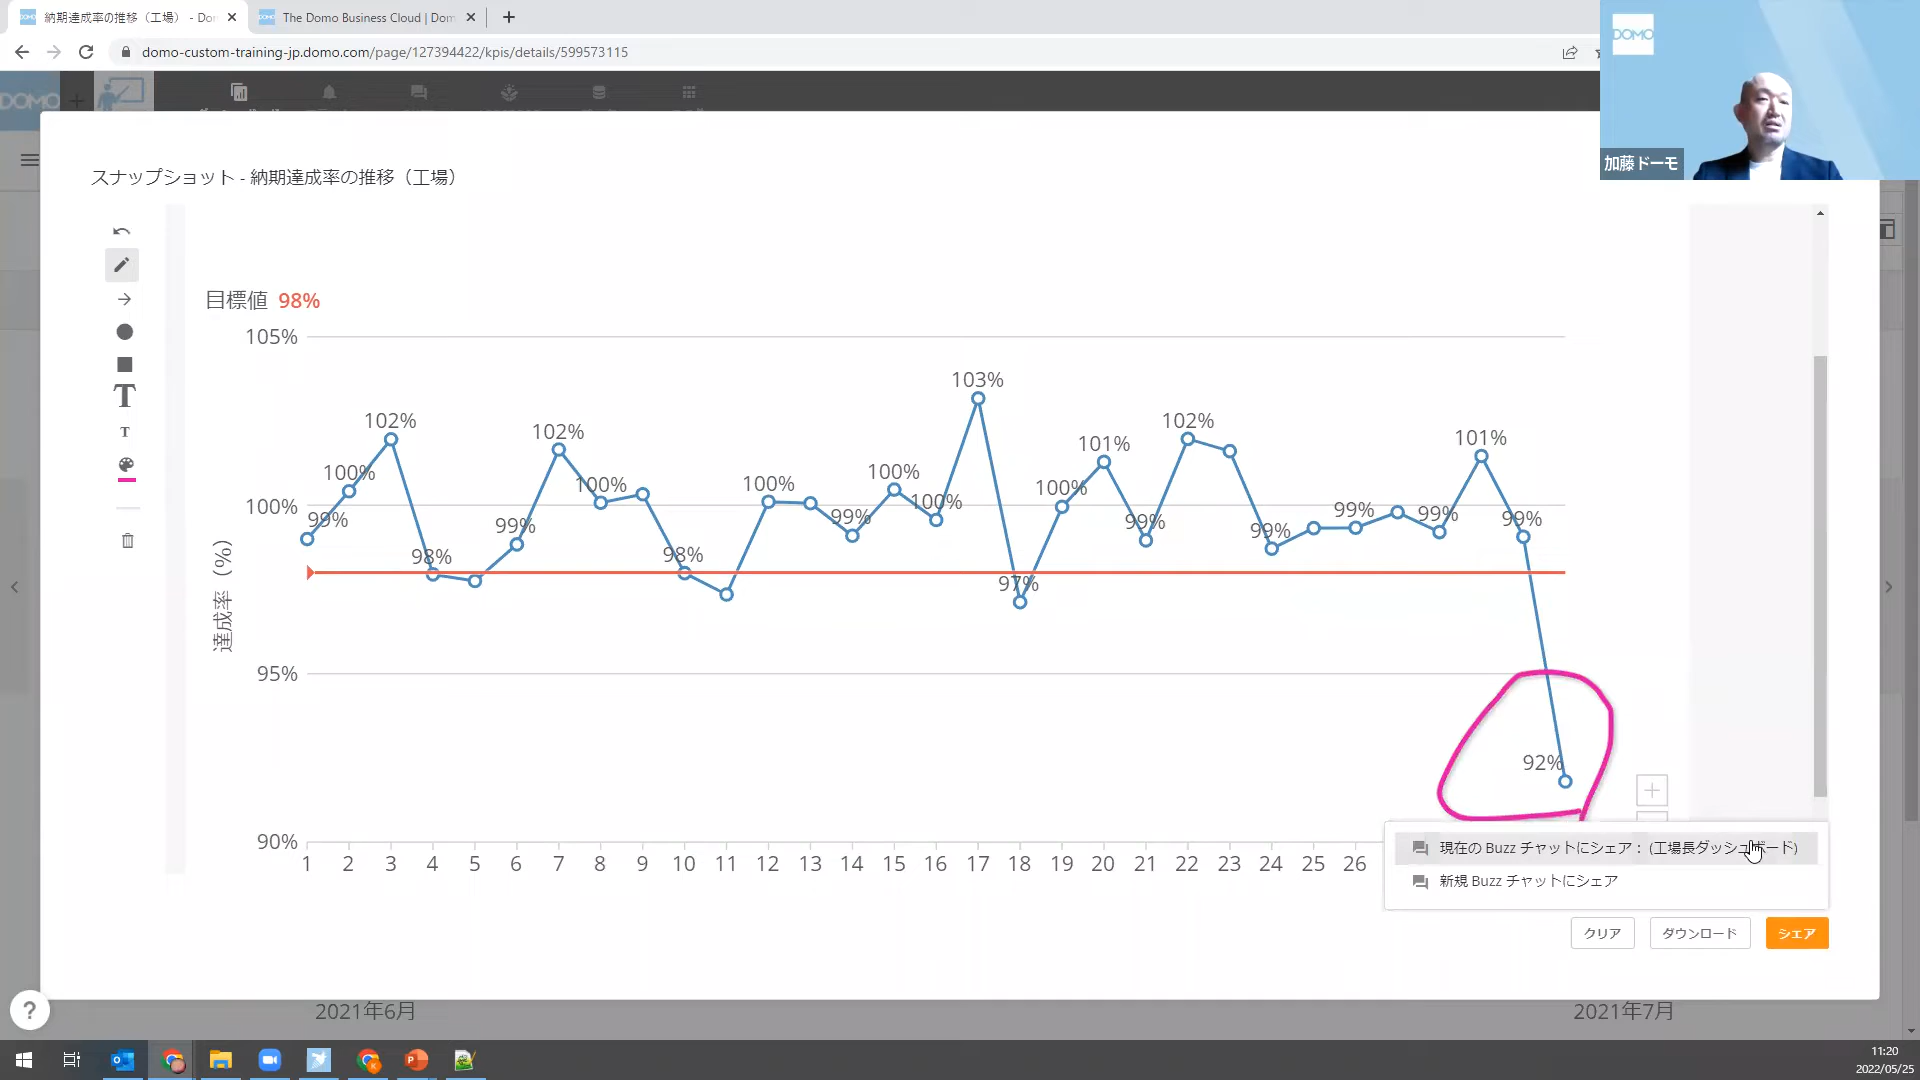 納期達成率の推移（工場） - Do
The Domo Business Cloud | Dom
domo-custom-training-jp.domo.com/page/127394422/kpis/details/599573115
DOMO
DOMO
加藤ドーモ
スナップショット - 納期達成率の推移（工場）
T
T
目標値 98%
達成率（%）
105%
100%
95%
90%
99%
100%
102%
98%
99%
102%
100%
98%
100%
99%
100%
100%
103%
97%
100%
101%
99%
102%
99%
99%
99%
101%
99%
92%
1 2 3 4 5 6 7 8 9 10 11 12 13 14 15 16 17 18 19 20 21 22 23 24 25 26
現在の Buzz チャットにシェア：(工場長ダッシュボード)
新規 Buzz チャットにシェア
クリア
ダウンロード
シェア
2021年6月
2021年7月
?
11:20
2022/05/25